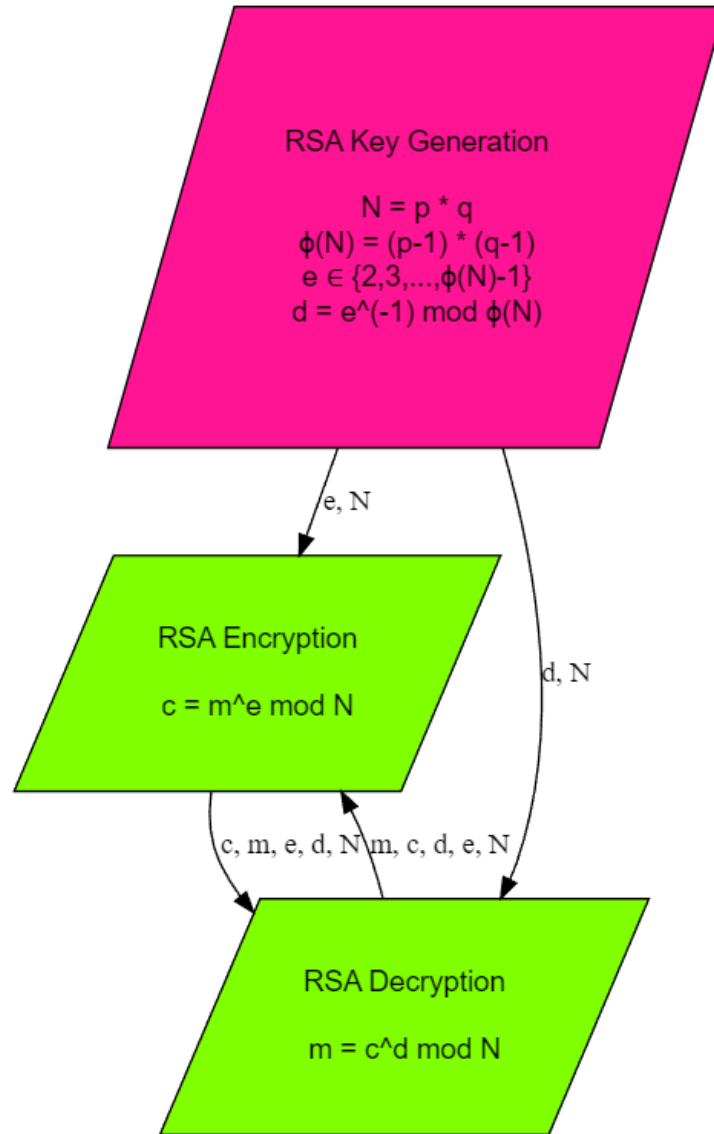 RSA Key Generation
N = p * q
ϕ(N) = (p-1) * (q-1)
e ∈ {2,3,...,ϕ(N)-1}
d = e^(-1) mod ϕ(N)
e, N
RSA Encryption
c = m^e mod N
d, N
c, m, e, d, N
m, c, d, e, N
RSA Decryption
m = c^d mod N